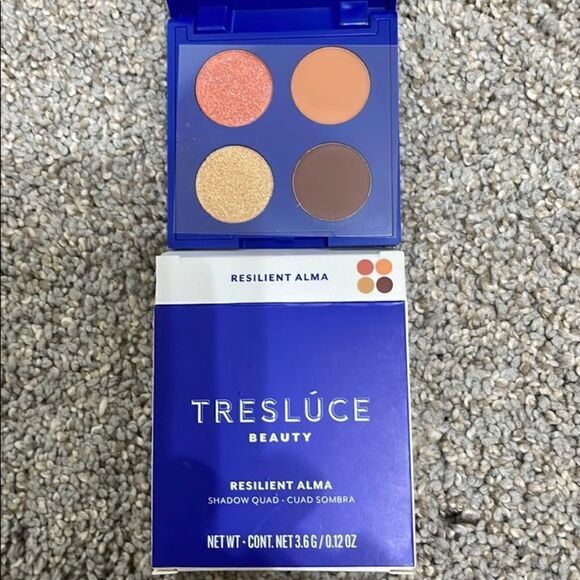 RESILIENT ALMA
TRESLÚCE
BEAUTY
RESILIENT ALMA
SHADOW QUAD · CUAD SOMBRA
NET WT · CONT. NET 3.6 G / 0.12 OZ